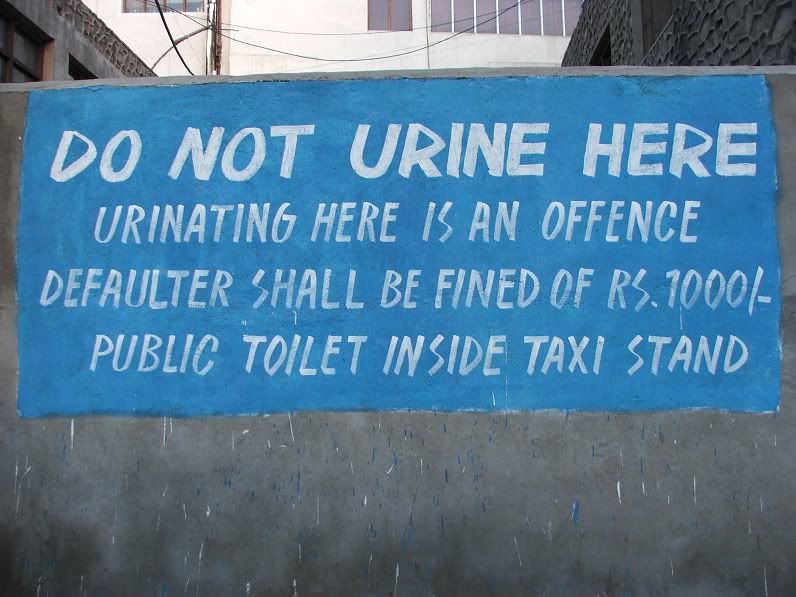 DO NOT URINE HERE
URINATING HERE IS AN OFFENCE
DEFAULTER SHALL BE FINED OF RS.1000/-
PUBLIC TOILET INSIDE TAXI STAND